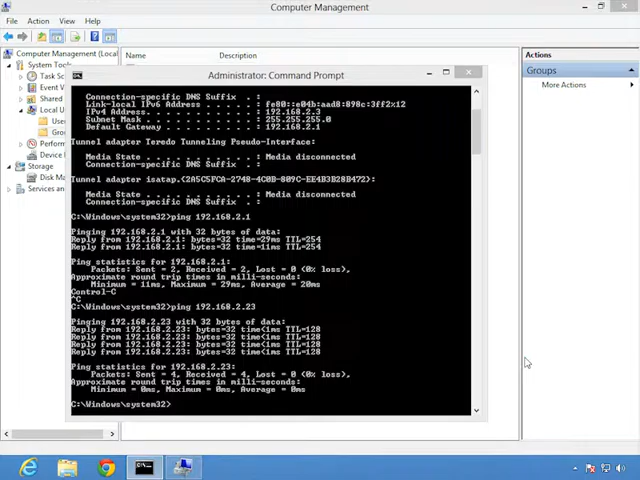 Computer Management
File Action View Help
Computer Management (Local
System Tools
Task Sc
Event V
Shared
Local U
User
Grou
Perform
Device
Storage
Disk Ma
Services an
Name Description
Actions
Groups
More Actions
Administrator: Command Prompt
Connection-specific DNS Suffix . :
Link-local IPv6 Address . . . . . : fe80::e04b:aad8:898c:3ff2%12
IPv4 Address. . . . . . . . . . . : 192.168.2.3
Subnet Mask . . . . . . . . . . . : 255.255.255.0
Default Gateway . . . . . . . . . : 192.168.2.1
Tunnel adapter Teredo Tunneling Pseudo-Interface:
Media State . . . . . . . . . . . : Media disconnected
Connection-specific DNS Suffix . :
Tunnel adapter isatap.{2A5C5FCA-2748-4C0B-809C-EE4B3B28B472}:
Media State . . . . . . . . . . . : Media disconnected
Connection-specific DNS Suffix . :
C:\Windows\system32>ping 192.168.2.1
Pinging 192.168.2.1 with 32 bytes of data:
Reply from 192.168.2.1: bytes=32 time=29ms TTL=254
Reply from 192.168.2.1: bytes=32 time=11ms TTL=254
Ping statistics for 192.168.2.1:
Packets: Sent = 2, Received = 2, Lost = 0 (0% loss),
Approximate round trip times in milli-seconds:
Minimum = 11ms, Maximum = 29ms, Average = 20ms
Control-C
^C
C:\Windows\system32>ping 192.168.2.23
Pinging 192.168.2.23 with 32 bytes of data:
Reply from 192.168.2.23: bytes=32 time<1ms TTL=128
Reply from 192.168.2.23: bytes=32 time<1ms TTL=128
Reply from 192.168.2.23: bytes=32 time<1ms TTL=128
Reply from 192.168.2.23: bytes=32 time<1ms TTL=128
Ping statistics for 192.168.2.23:
Packets: Sent = 4, Received = 4, Lost = 0 (0% loss),
Approximate round trip times in milli-seconds:
Minimum = 0ms, Maximum = 0ms, Average = 0ms
C:\Windows\system32>